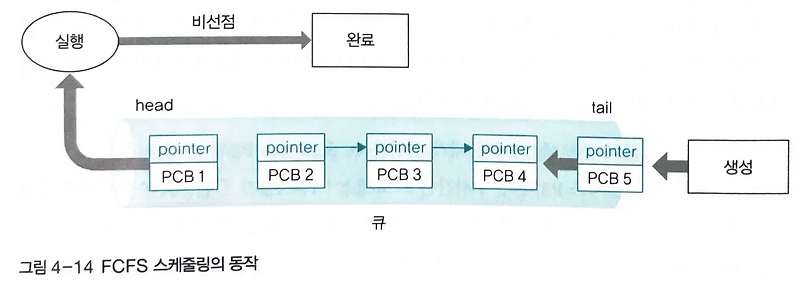 비선점
실행
완료
head
tail
pointer
pointer
pointer
pointer
pointer
PCB 1
PCB 2
PCB 3
PCB 4
PCB 5
생성
큐
그림 4-14 FCFS 스케줄링의 동작